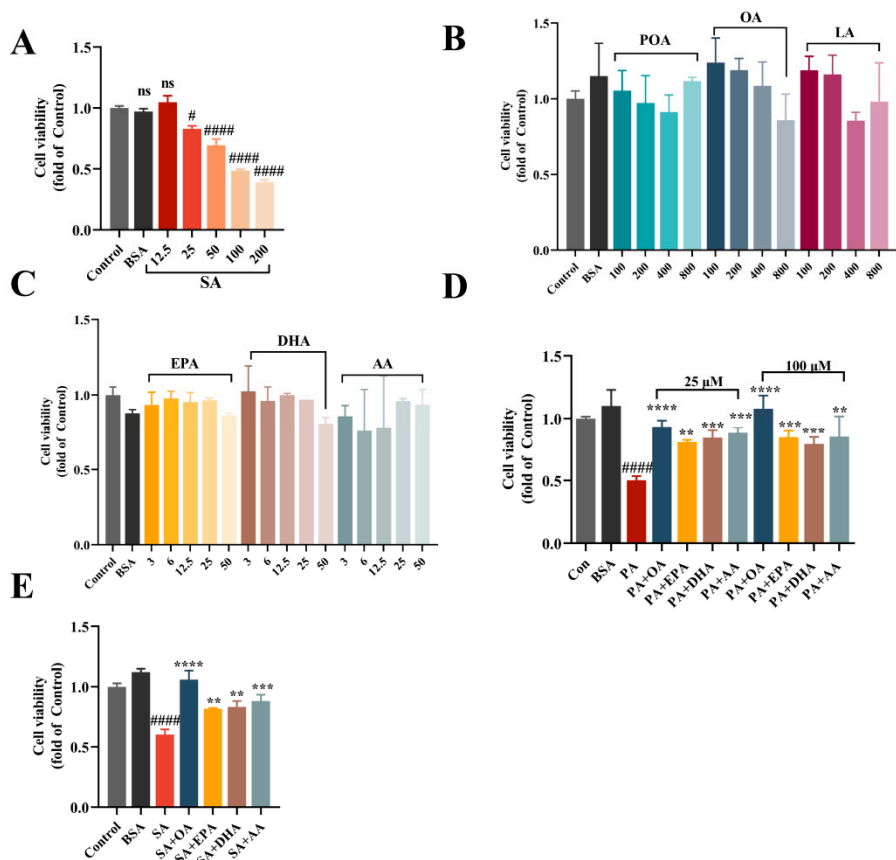 A
Cell viability
(fold of Control)
1.5
1.0
0.5
0.0
ns
ns
#
####
####
####
Control
BSA
12.5
25
50
100
200
SA
B
Cell viability
(fold of Control)
1.5
1.0
0.5
0.0
POA
OA
LA
Control
BSA
100
200
400
800
100
200
400
800
100
200
400
800
C
Cell viability
(fold of Control)
1.5
1.0
0.5
0.0
EPA
DHA
AA
Control
BSA
3
6
12.5
25
50
3
6
12.5
25
50
3
6
12.5
25
50
D
Cell viability
(fold of Control)
1.5
1.0
0.5
0.0
25 μM
100 μM
####
****
**
***
***
****
***
***
**
Con
BSA
PA
PA+OA
PA+EPA
PA+DHA
PA+AA
PA+OA
PA+EPA
PA+DHA
PA+AA
E
Cell viability
(fold of Control)
1.5
1.0
0.5
0.0
####
****
**
**
***
Control
BSA
SA
SA+OA
SA+EPA
SA+DHA
SA+AA